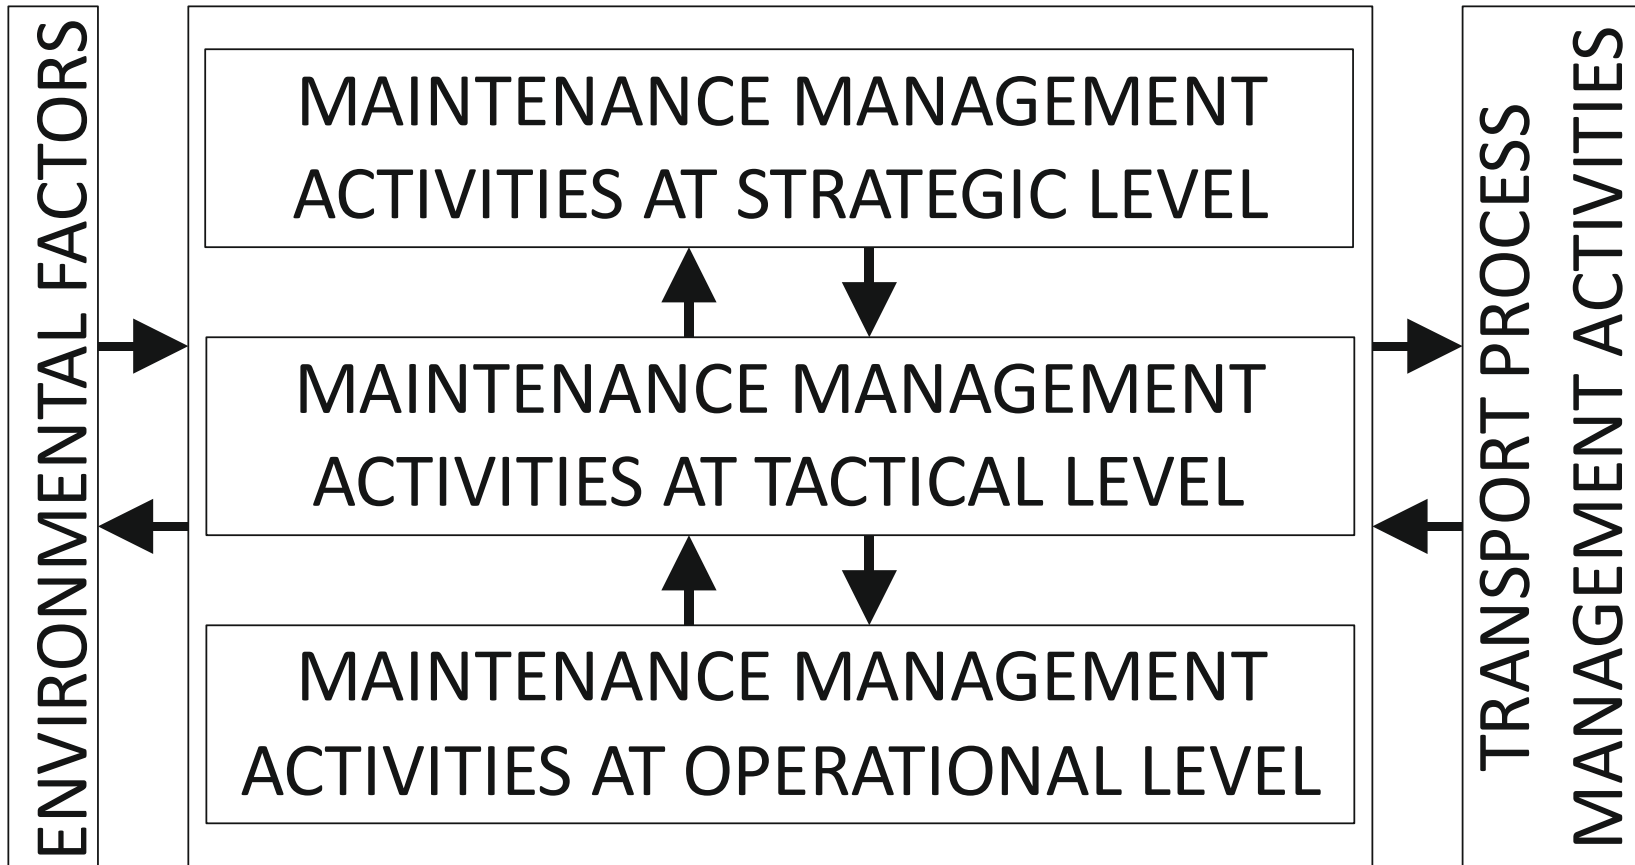 ENVIRONMENTAL FACTORS
MAINTENANCE MANAGEMENT
ACTIVITIES AT STRATEGIC LEVEL
MAINTENANCE MANAGEMENT
ACTIVITIES AT TACTICAL LEVEL
MAINTENANCE MANAGEMENT
ACTIVITIES AT OPERATIONAL LEVEL
TRANSPORT PROCESS
MANAGEMENT ACTIVITIES